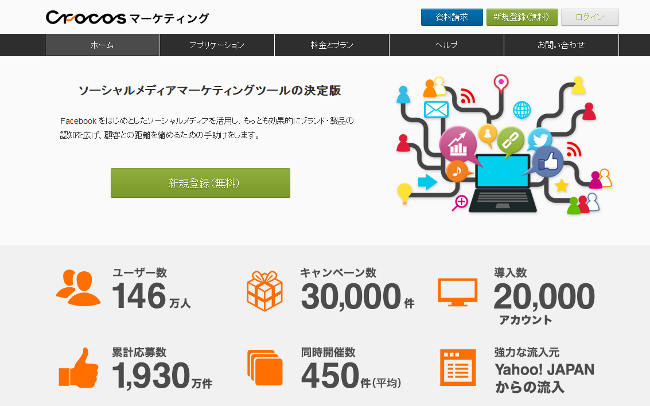 Crocos マーケティング
資料請求 新規登録(無料) ログイン
ホーム アプリケーション 料金とプラン ヘルプ お問い合わせ
ソーシャルメディアマーケティングツールの決定版
Facebookをはじめとしたソーシャルメディアを活用し、もっとも効果的にブランド・製品の
認知を広げ、顧客との距離を縮めるための手助けをします。
新規登録(無料)
ユーザー数
146万人
キャンペーン数
30,000件
導入数
20,000
アカウント
累計応募数
1,930万件
同時開催数
450件(平均)
強力な流入元
Yahoo! JAPAN
からの流入